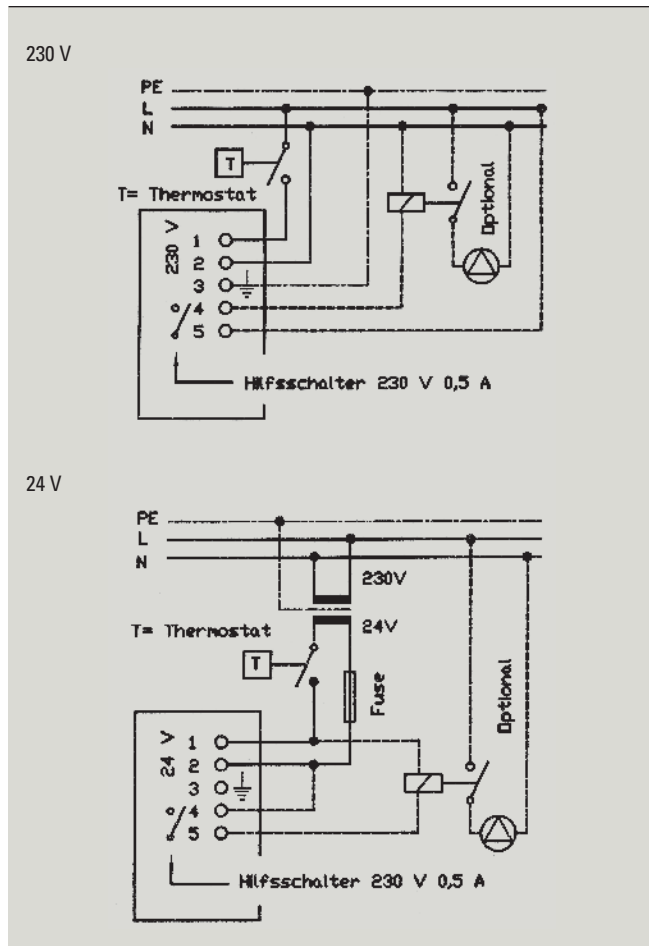 230 V
PE
L
N
T
T= Thermostat
Optional
230 V
1
2
3
4
5
Hilfsschalter 230 V 0,5 A
24 V
PE
L
N
230V
24V
T= Thermostat
T
Fuse
Optional
24 V
1
2
3
4
5
Hilfsschalter 230 V 0,5 A